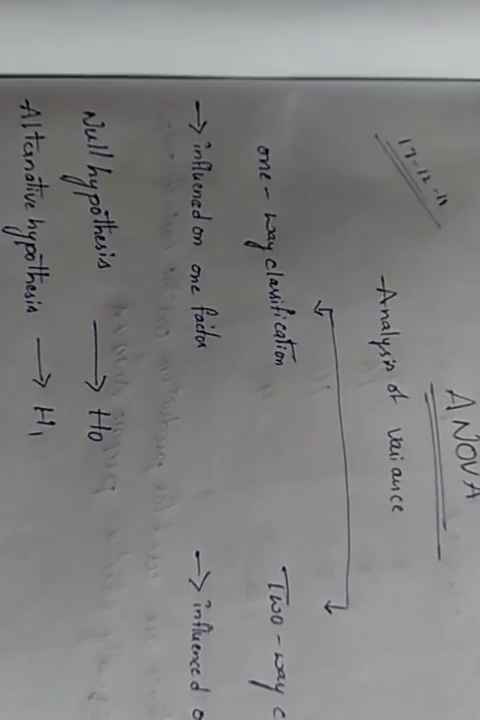 ANOVA
17-12-11
Analysis of variance
one-way classification Two-way c
→ influenced on one factor → influenced o
Null hypothesis → H0
Alternative hypothesis → H1